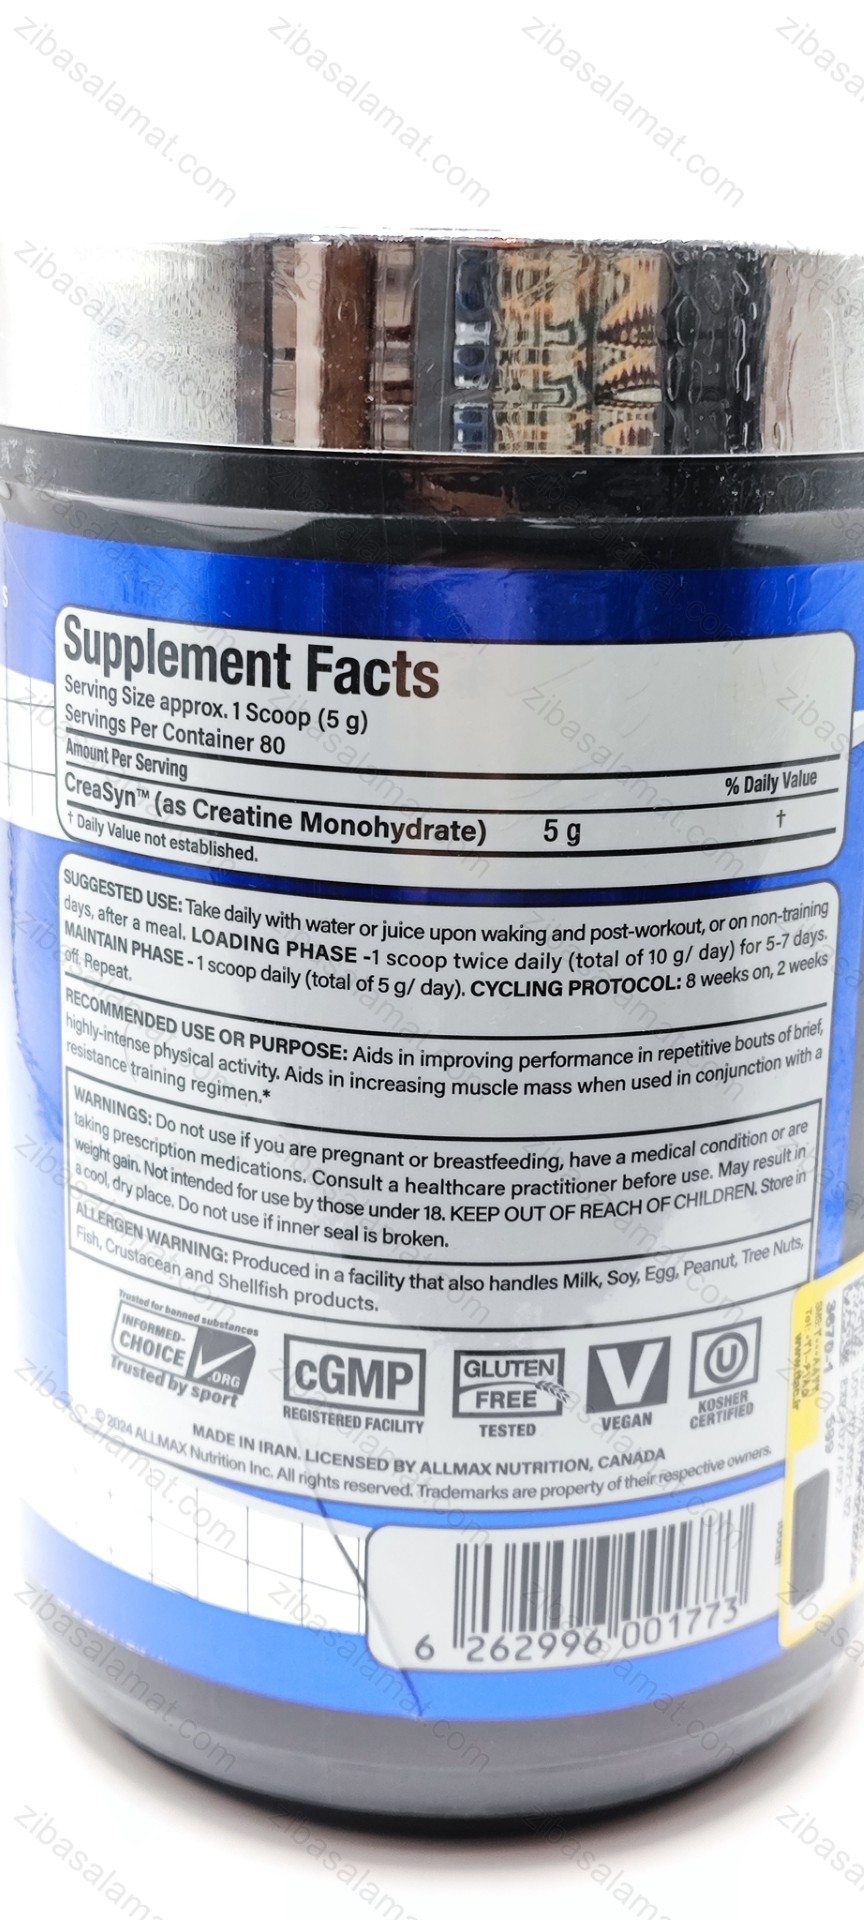 Supplement Facts
Serving Size approx. 1 Scoop (5 g)
Servings Per Container 80
Amount Per Serving
% Daily Value
CreaSyn™ (as Creatine Monohydrate) 5 g †
† Daily Value not established.
SUGGESTED USE: Take daily with water or juice upon waking and post-workout, or on non-training
days, after a meal. LOADING PHASE -1 scoop twice daily (total of 10 g/ day) for 5-7 days.
MAINTAIN PHASE - 1 scoop daily (total of 5 g/ day). CYCLING PROTOCOL: 8 weeks on, 2 weeks
off. Repeat.
RECOMMENDED USE OR PURPOSE: Aids in improving performance in repetitive bouts of brief,
highly-intense physical activity. Aids in increasing muscle mass when used in conjunction with a
resistance training regimen.*
WARNINGS: Do not use if you are pregnant or breastfeeding, have a medical condition or are
taking prescription medications. Consult a healthcare practitioner before use. May result in
weight gain. Not intended for use by those under 18. KEEP OUT OF REACH OF CHILDREN. Store in
a cool, dry place. Do not use if inner seal is broken.
ALLERGEN WARNING: Produced in a facility that also handles Milk, Soy, Egg, Peanut, Tree Nuts,
Fish, Crustacean and Shellfish products.
Trusted for banned substances
INFORMED-
CHOICE
.ORG
Trusted by sport
cGMP
REGISTERED FACILITY
GLUTEN
FREE
TESTED
V
VEGAN
U
KOSHER
CERTIFIED
MADE IN IRAN. LICENSED BY ALLMAX NUTRITION, CANADA
©2024 ALLMAX Nutrition Inc. All rights reserved. Trademarks are property of their respective owners.
6 262996 001773
zibasalamat.com